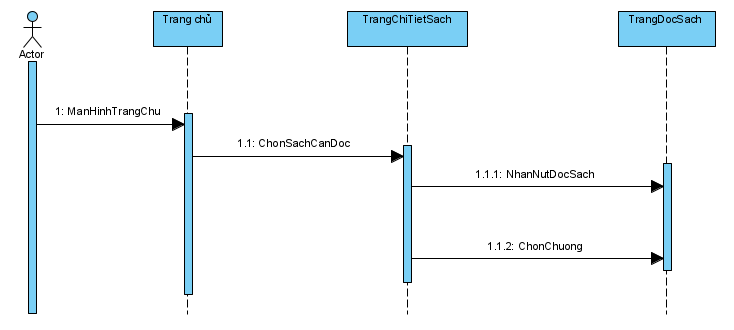 Trang chủ
TrangChiTietSach
TrangDocSach
Actor
1: ManHinhTrangChu
1.1: ChonSachCanDoc
1.1.1: NhanNutDocSach
1.1.2: ChonChuong